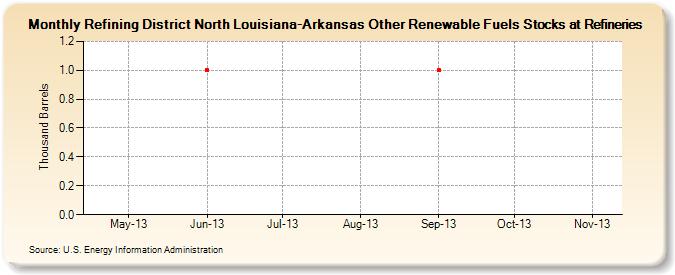 Monthly Refining District North Louisiana-Arkansas Other Renewable Fuels Stocks at Refineries
Thousand Barrels
1.2
1.0
0.8
0.6
0.4
0.2
0.0
May-13 Jun-13 Jul-13 Aug-13 Sep-13 Oct-13 Nov-13
Source: U.S. Energy Information Administration